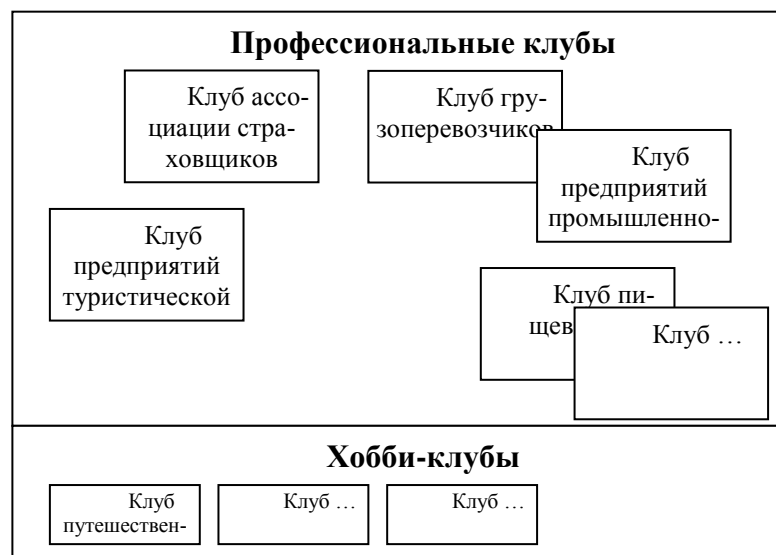 Профессиональные клубы
Клуб ассо-
циации стра-
ховщиков
Клуб гру-
зоперевозчиков
Клуб
предприятий
промышленно-
Клуб
предприятий
туристической
Клуб пи-
щев
Клуб …
Хобби-клубы
Клуб
путешествен-
Клуб …
Клуб …